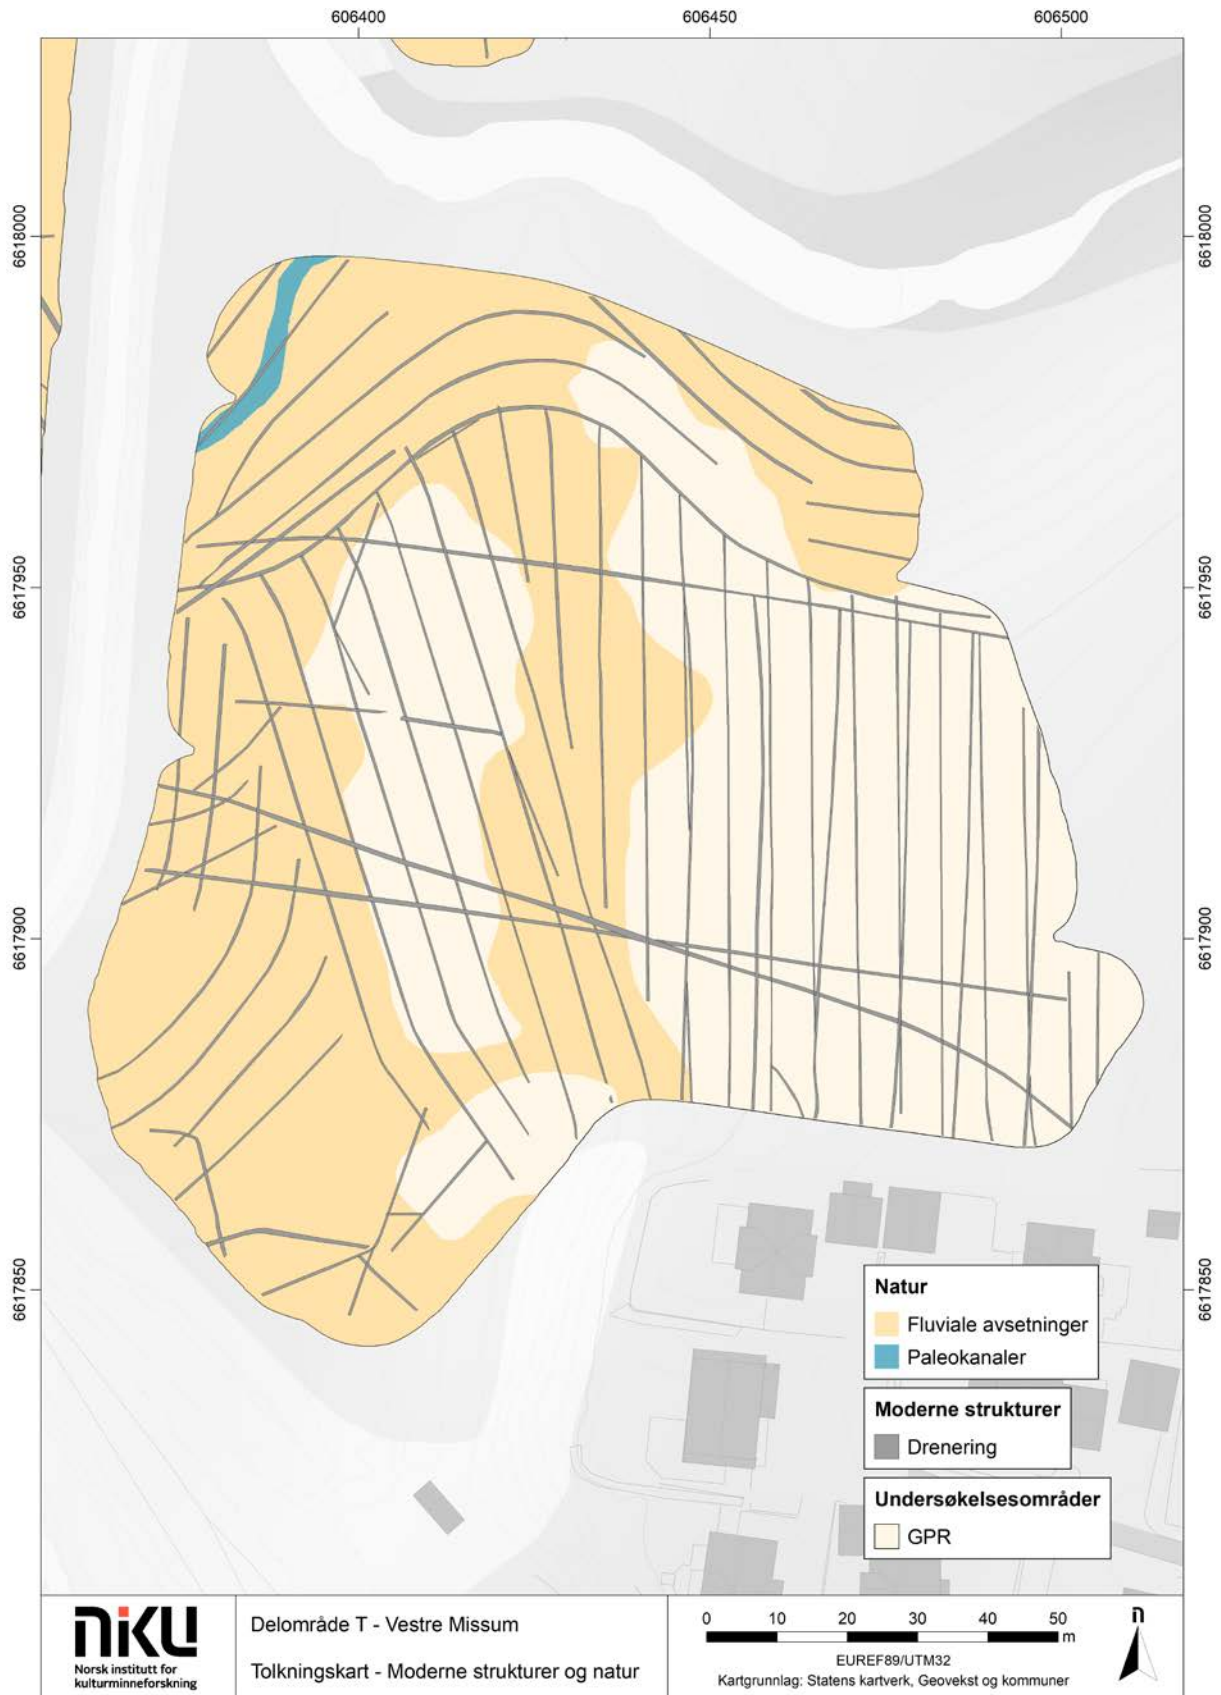 606400
606450
606500
6618000
6618000
6617950
6617950
6617900
6617900
6617850
6617850
Natur
Fluviale avsetninger
Paleokanaler
Moderne strukturer
Drenering
Undersøkelsesområder
GPR
NIKU
Norsk institutt for
kulturminneforskning
Delområde T - Vestre Missum
Tolkningskart - Moderne strukturer og natur
0 10 20 30 40 50
m
EUREF89/UTM32
Kartgrunnlag: Statens kartverk, Geovekst og kommuner
n